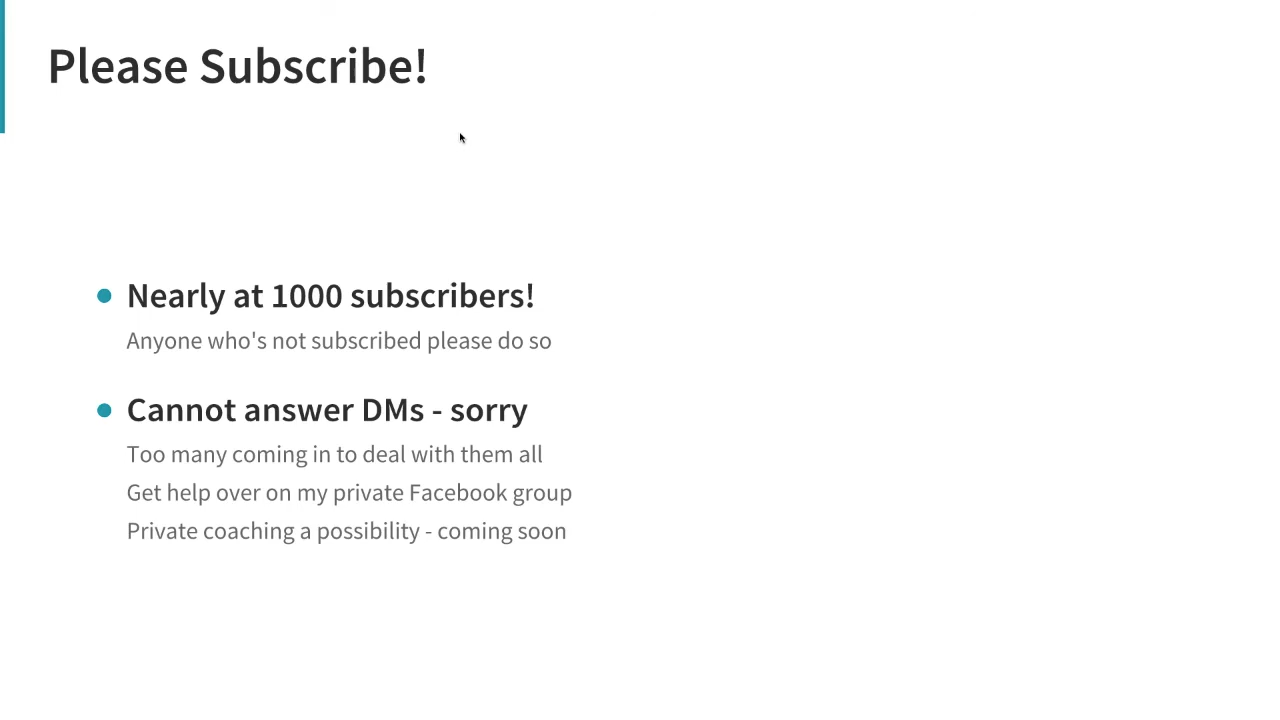 Please Subscribe!
Nearly at 1000 subscribers!
Anyone who's not subscribed please do so
Cannot answer DMs - sorry
Too many coming in to deal with them all
Get help over on my private Facebook group
Private coaching a possibility - coming soon